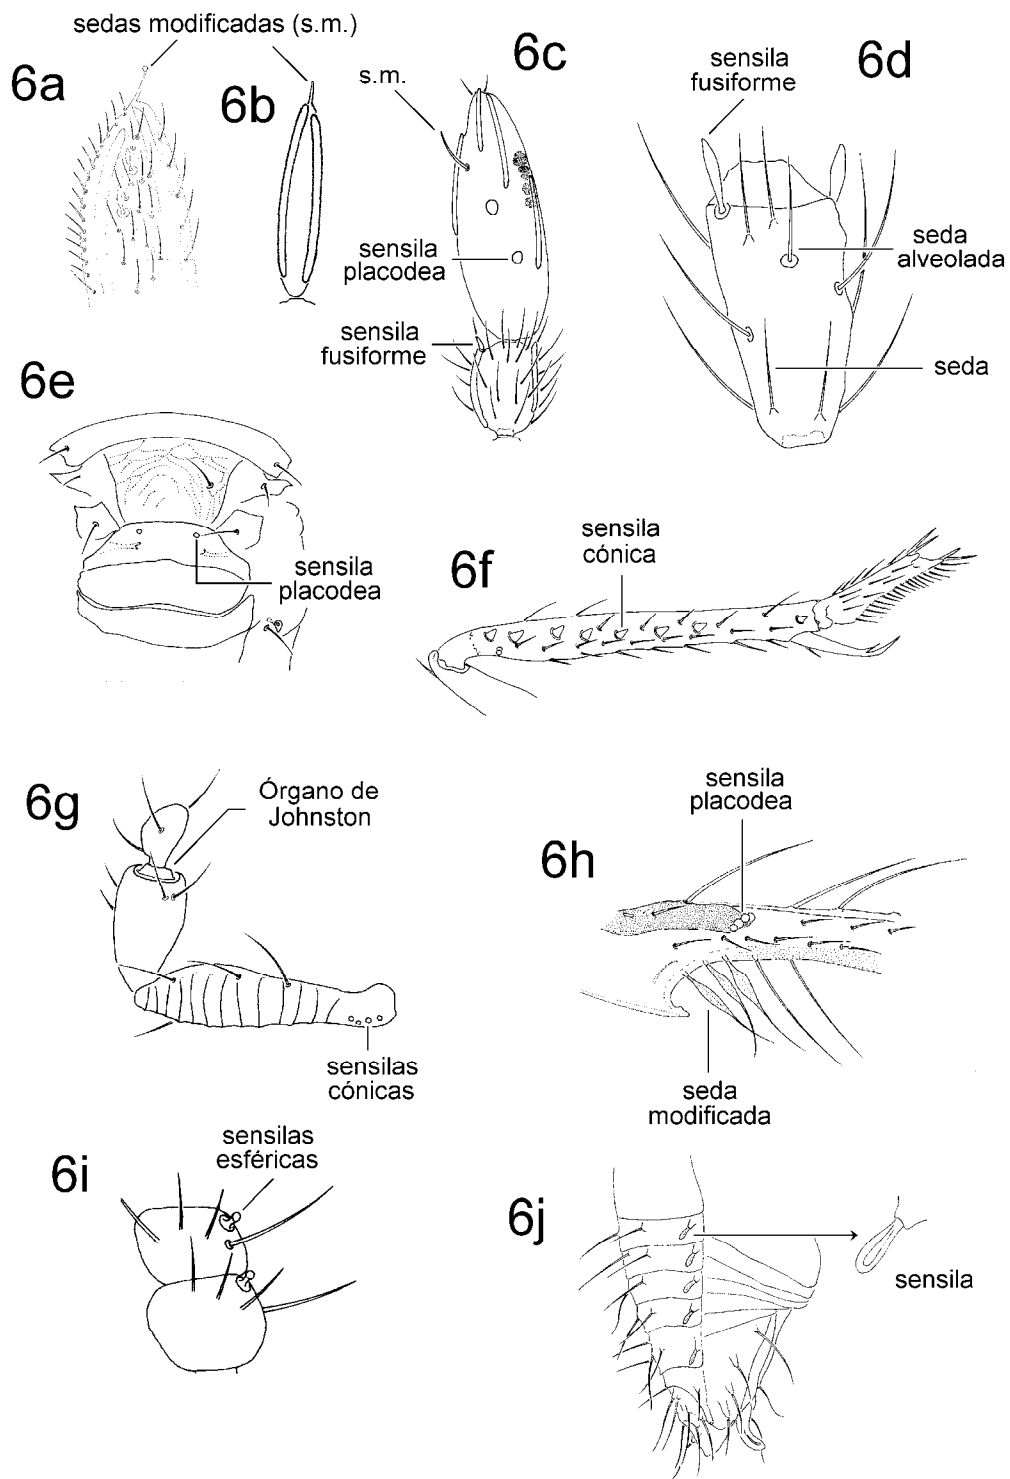 sedas modificadas (s.m.)
6a
6b
s.m.
6c
sensila
fusiforme
6d
sensila
placodea
seda
alveolada
sensila
fusiforme
seda
6e
sensila
placodea
6f
sensila
cónica
6g
Órgano de
Johnston
sensilas
cónicas
6h
sensila
placodea
seda
modificada
6i
sensilas
esféricas
6j
sensila